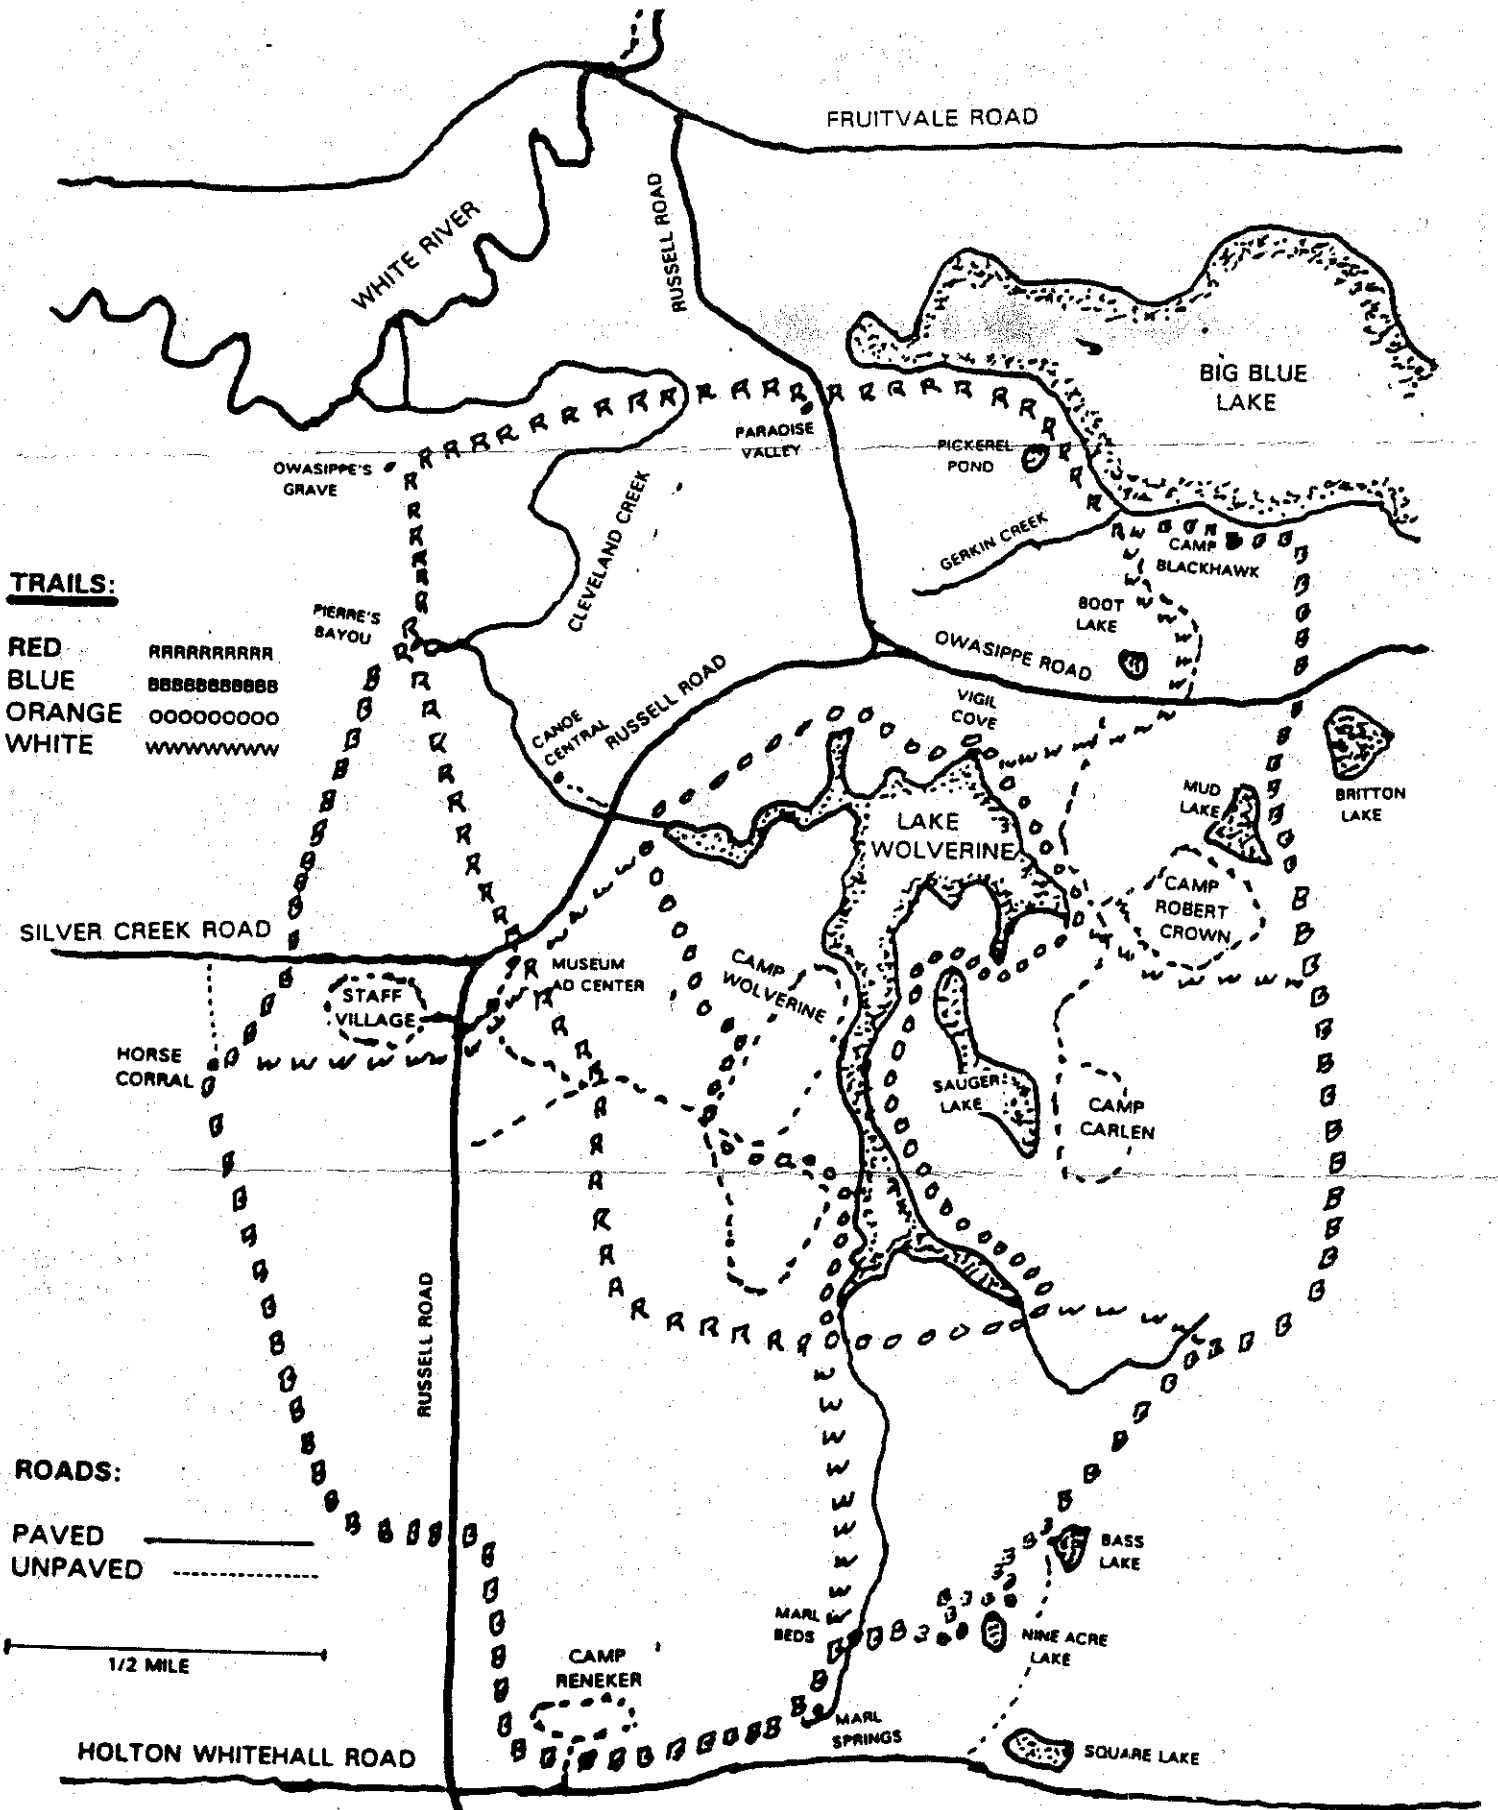 FRUITVALE ROAD
WHITE RIVER
RUSSELL ROAD
BIG BLUE
LAKE
PARADISE
VALLEY
PICKEREL
POND
OWASIPPE'S
GRAVE
CLEVELAND CREEK
GERKIN CREEK
CAMP
BLACKHAWK
TRAILS:
RED RRRRRRRRRR
BLUE BBBBBBBBBBB
ORANGE OOOOOOOOO
WHITE WWWWWWWW
PIERRE'S
BAYOU
BOOT
LAKE
OWASIPPE ROAD
RUSSELL ROAD
VIGIL
COVE
CANOE
CENTRAL
MUD
LAKE
BRITTON
LAKE
LAKE
WOLVERINE
CAMP
ROBERT
CROWN
SILVER CREEK ROAD
MUSEUM
AD CENTER
CAMP
WOLVERINE
STAFF
VILLAGE
HORSE
CORRAL
SAUGER
LAKE
CAMP
CARLEN
RUSSELL ROAD
ROADS:
PAVED
UNPAVED
1/2 MILE
BASS
LAKE
MARL
BEDS
NINE ACRE
LAKE
CAMP
RENEKER
MARL
SPRINGS
HOLTON WHITEHALL ROAD
SQUARE LAKE